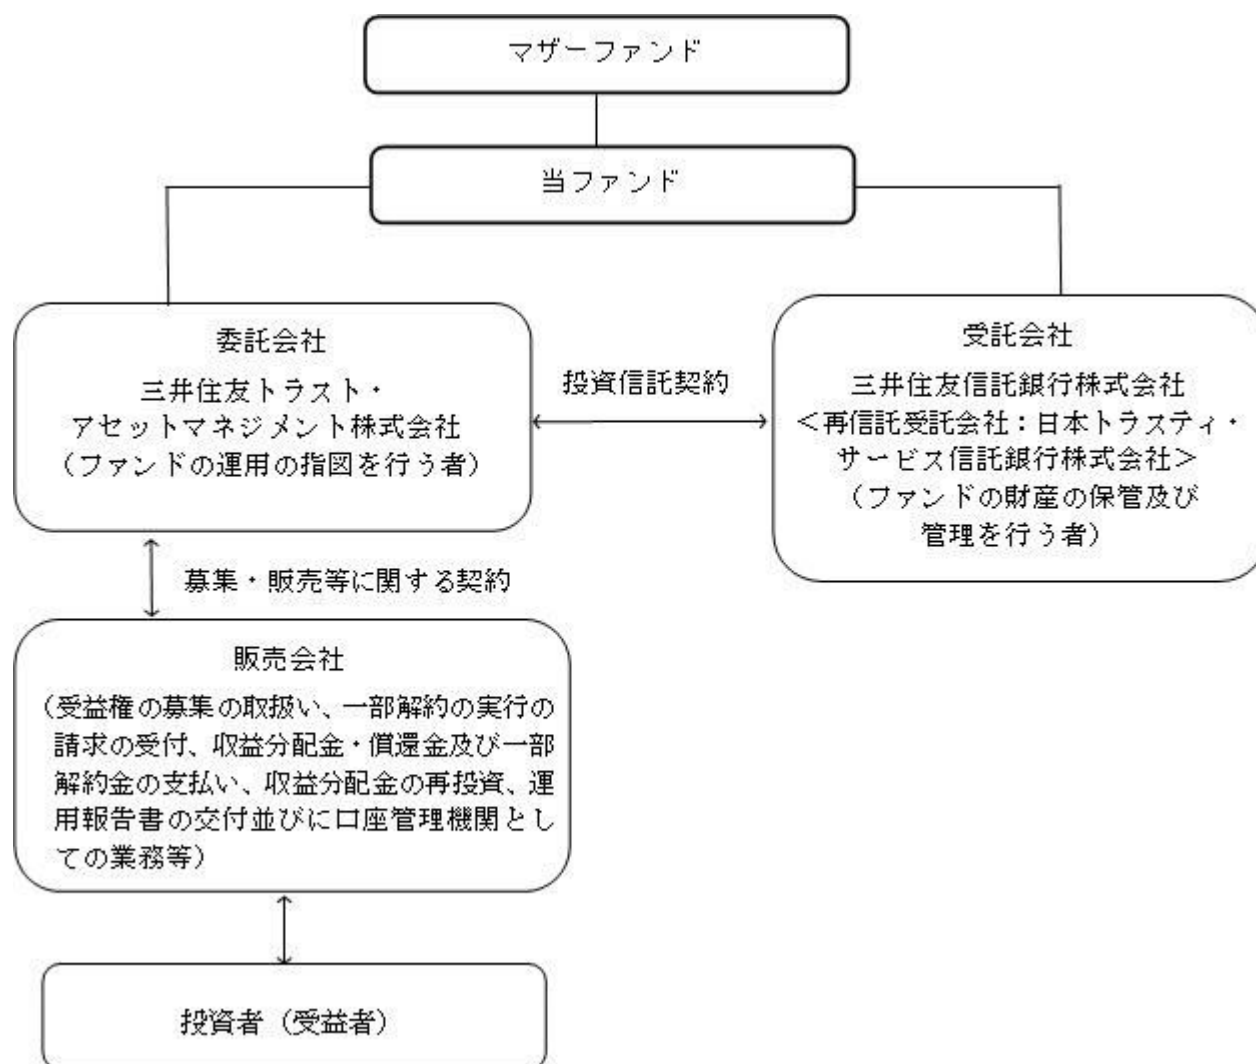 マザーファンド
当ファンド
委託会社
三井住友トラスト・
アセットマネジメント株式会社
（ファンドの運用の指図を行う者）
投資信託契約
受託会社
三井住友信託銀行株式会社
＜再信託受託会社：日本トラスティ・
サービス信託銀行株式会社＞
（ファンドの財産の保管及び
管理を行う者）
募集・販売等に関する契約
販売会社
（受益権の募集の取扱い、一部解約の実行の
請求の受付、収益分配金・償還金及び一部
解約金の支払い、収益分配金の再投資、運
用報告書の交付並びに口座管理機関とし
ての業務等）
投資者（受益者）